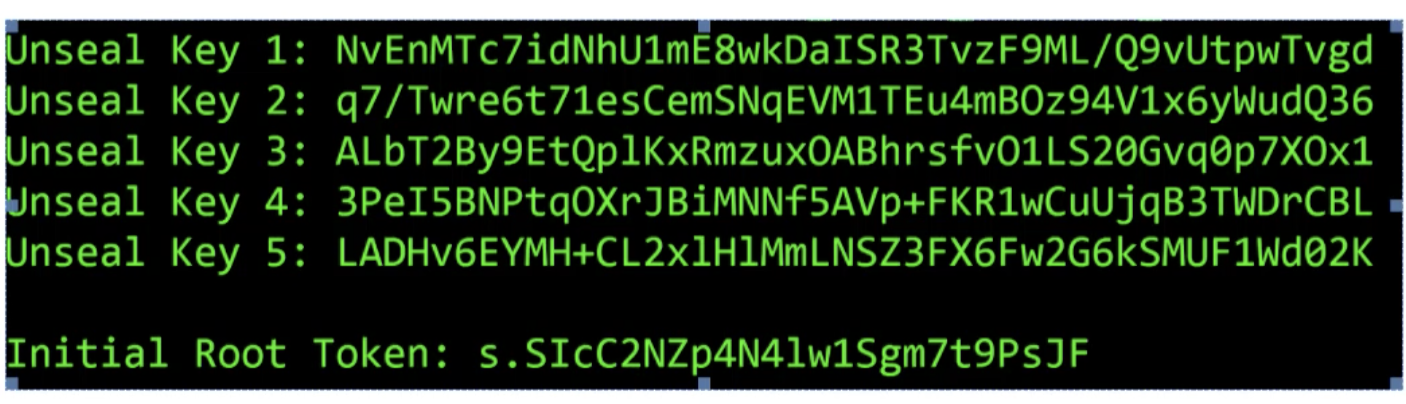 Unseal Key 1: NvEnMTc7idNhU1mE8wkDaISR3TvzF9ML/Q9vUtpwTvgd
Unseal Key 2: q7/Twre6t71esCemSNqEVM1TEu4mBOz94V1x6yWudQ36
Unseal Key 3: ALbT2By9EtQplKxRmzuxOABhrsfvO1LS20Gvq0p7XOx1
Unseal Key 4: 3PeI5BNPtqOXrJBiMNNf5AVp+FKR1wCuUjqB3TWDrCBL
Unseal Key 5: LADHv6EYMH+CL2xlHlMmLNSZ3FX6Fw2G6kSMUF1Wd02K
Initial Root Token: s.SIcC2NZp4N4lw1Sgm7t9PsJF